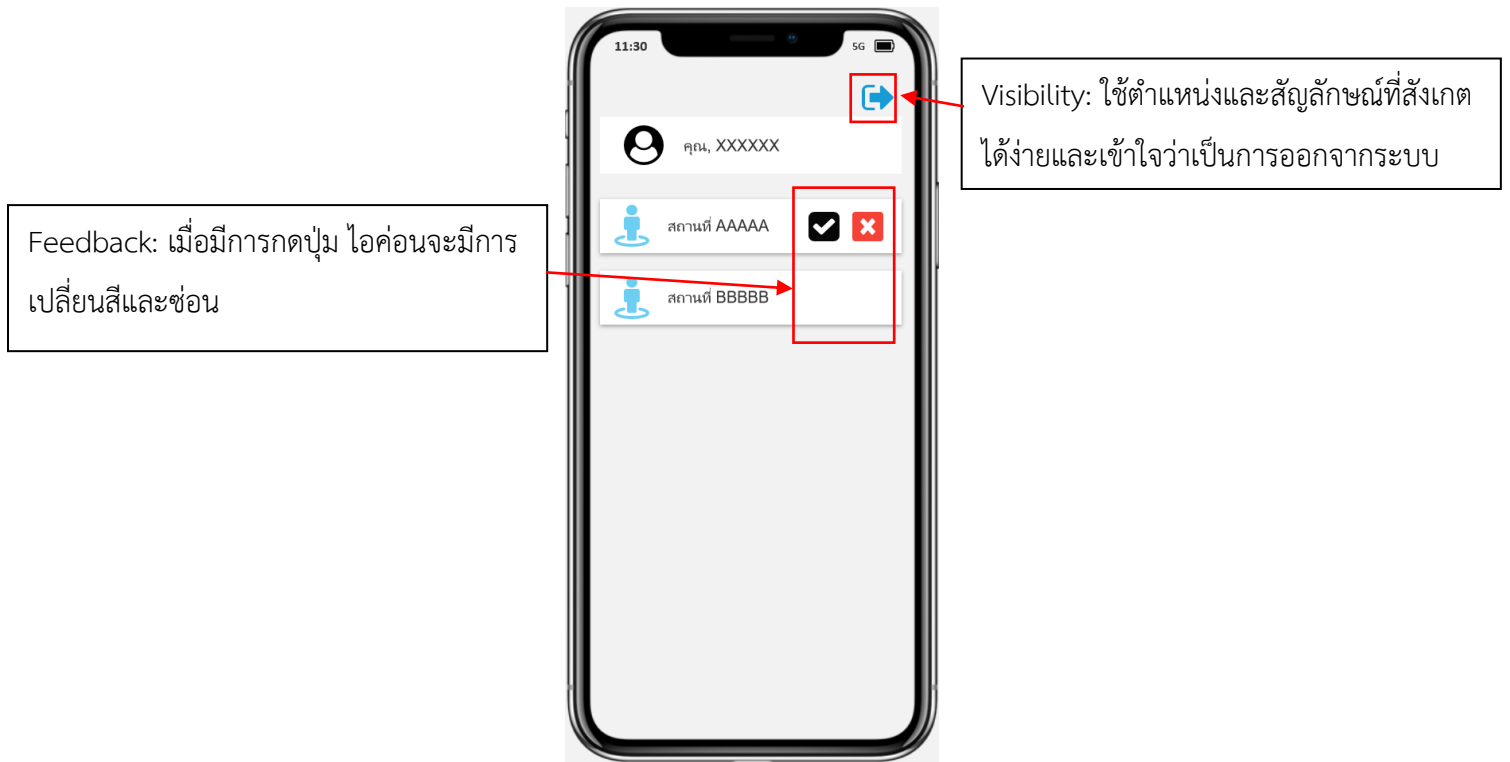 11:30
5G
Visibility: ใช้ตำแหน่งและสัญลักษณ์ที่สังเกต
ได้ง่ายและเข้าใจว่าเป็นการออกจากระบบ
คุณ, XXXXXX
Feedback: เมื่อมีการกดปุ่ม ไอค่อนจะมีการ
เปลี่ยนสีและซ่อน
สถานที่ AAAAA
สถานที่ BBBBB